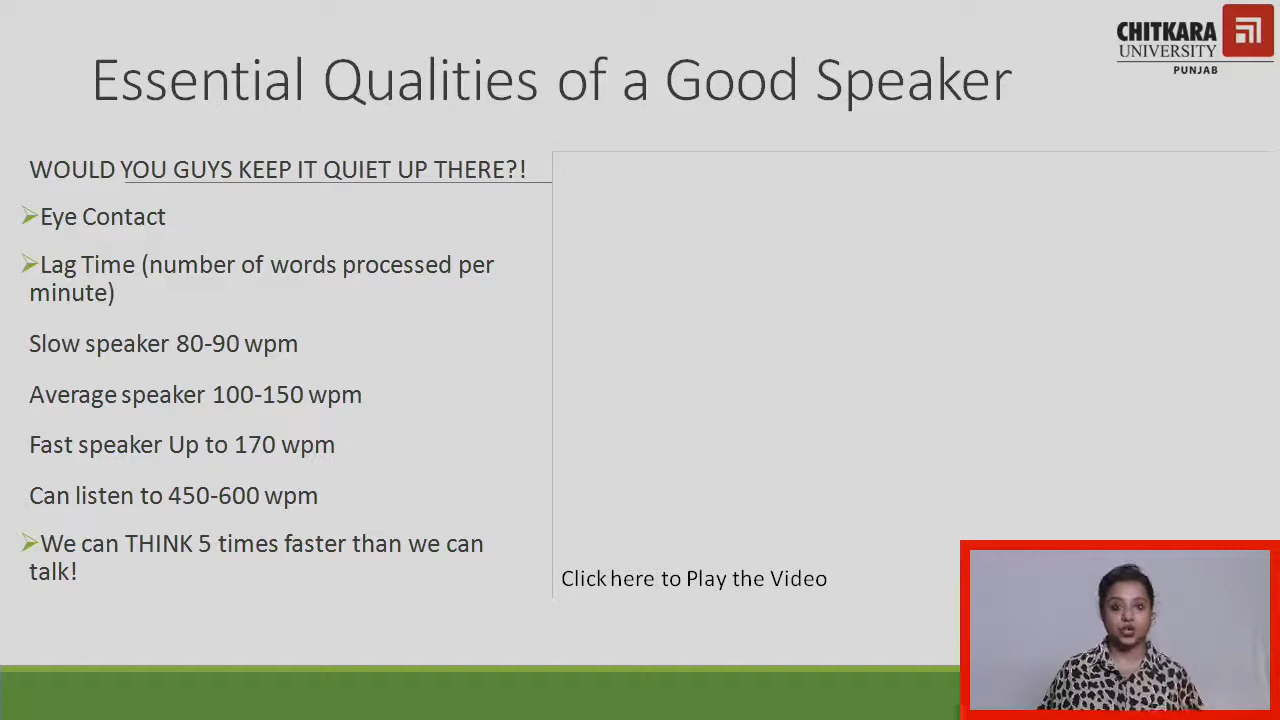 CHITKARA
UNIVERSITY
PUNJAB
Essential Qualities of a Good Speaker
WOULD YOU GUYS KEEP IT QUIET UP THERE?!
Eye Contact
Lag Time (number of words processed per
minute)
Slow speaker 80-90 wpm
Average speaker 100-150 wpm
Fast speaker Up to 170 wpm
Can listen to 450-600 wpm
We can THINK 5 times faster than we can
talk!
Click here to Play the Video